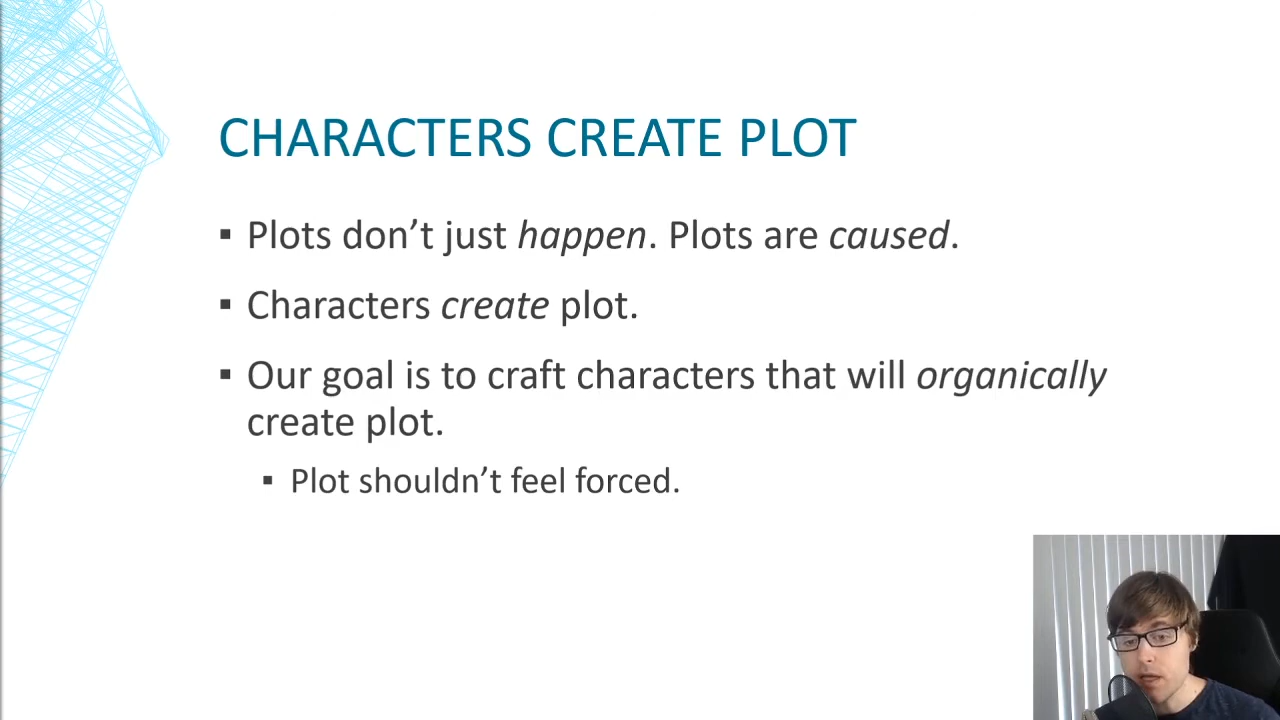 CHARACTERS CREATE PLOT
▪ Plots don’t just happen. Plots are caused.
▪ Characters create plot.
▪ Our goal is to craft characters that will organically
create plot.
▪ Plot shouldn’t feel forced.